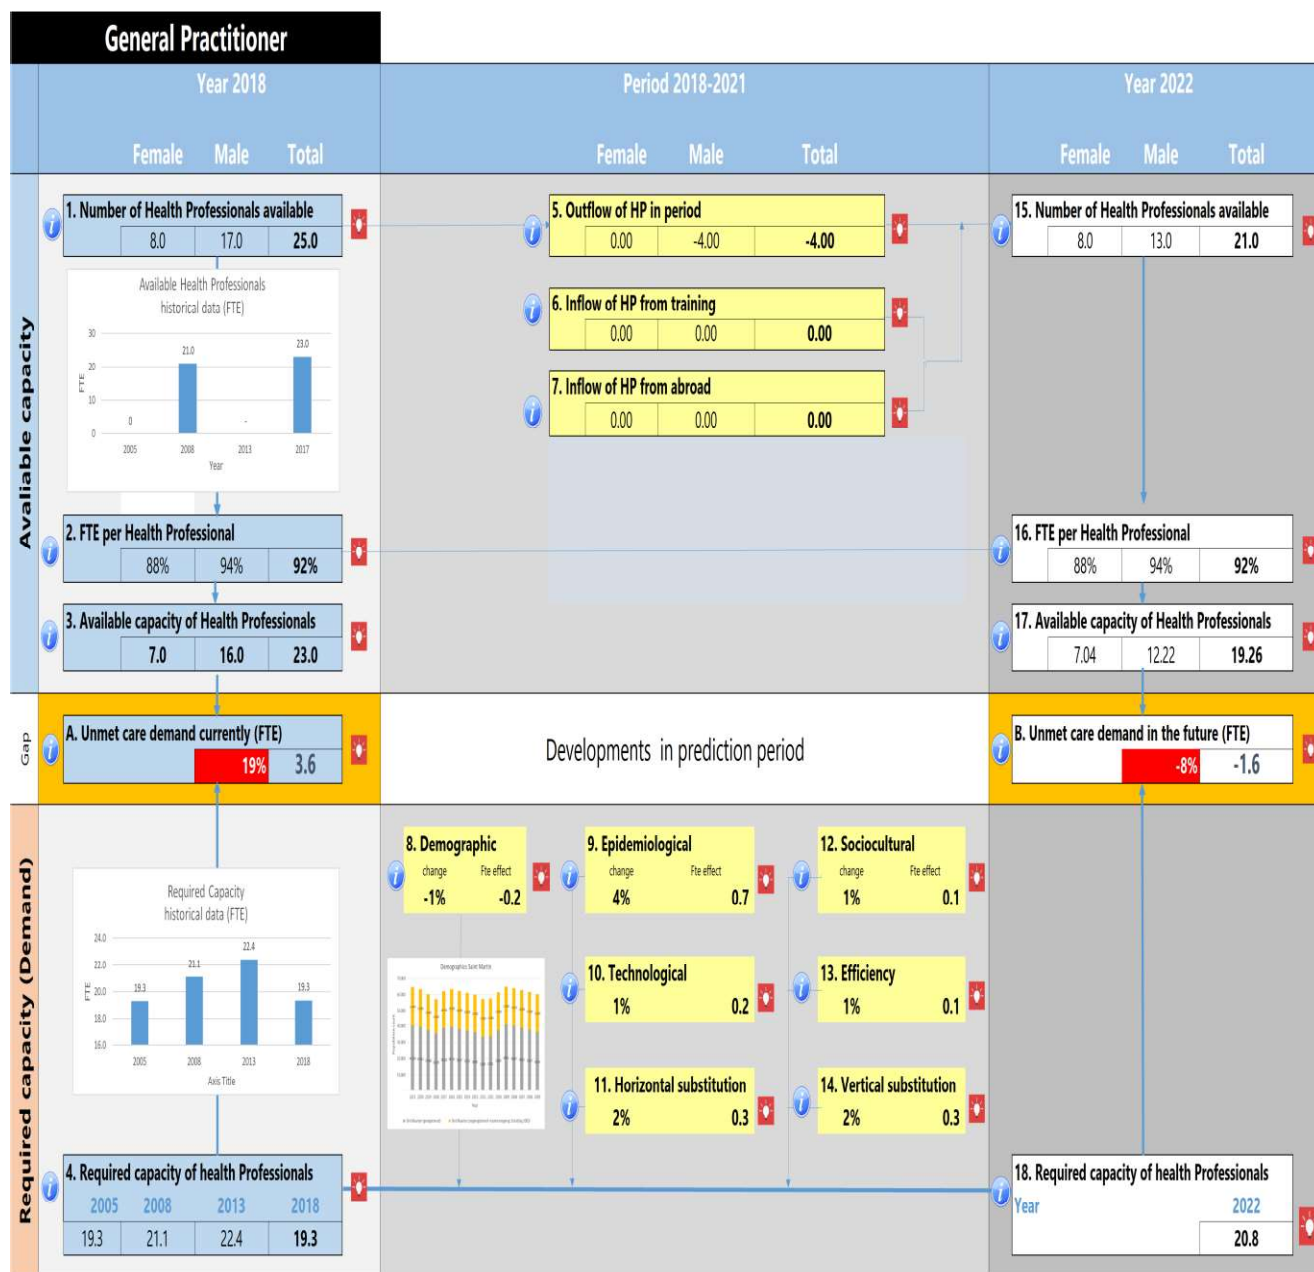 General Practitioner
Year 2018
Period 2018-2021
Year 2022
Female Male Total
Female Male Total
Female Male Total
Avaliable capacity
1. Number of Health Professionals available
8.0 17.0 25.0
5. Outflow of HP in period
0.00 -4.00 -4.00
15. Number of Health Professionals available
8.0 13.0 21.0
Available Health Professionals
historical data (FTE)
30
20
10
0
FTE
0
21.0
-
23.0
2005 2008 2013 2017
Year
6. Inflow of HP from training
0.00 0.00 0.00
7. Inflow of HP from abroad
0.00 0.00 0.00
2. FTE per Health Professional
88% 94% 92%
16. FTE per Health Professional
88% 94% 92%
3. Available capacity of Health Professionals
7.0 16.0 23.0
17. Available capacity of Health Professionals
7.04 12.22 19.26
Gap
A. Unmet care demand currently (FTE)
19% 3.6
Developments in prediction period
B. Unmet care demand in the future (FTE)
-8% -1.6
Required capacity (Demand)
Required Capacity
historical data (FTE)
24.0
22.0
20.0
18.0
16.0
FTE
19.3
21.1
22.4
19.3
2005 2008 2013 2018
Axis Title
8. Demographic
change Fte effect
-1% -0.2
9. Epidemiological
change Fte effect
4% 0.7
12. Sociocultural
change Fte effect
1% 0.1
Demographics Saint Martin
10. Technological
1% 0.2
13. Efficiency
1% 0.1
11. Horizontal substitution
2% 0.3
14. Vertical substitution
2% 0.3
4. Required capacity of health Professionals
2005 2008 2013 2018
19.3 21.1 22.4 19.3
18. Required capacity of health Professionals
Year 2022
20.8